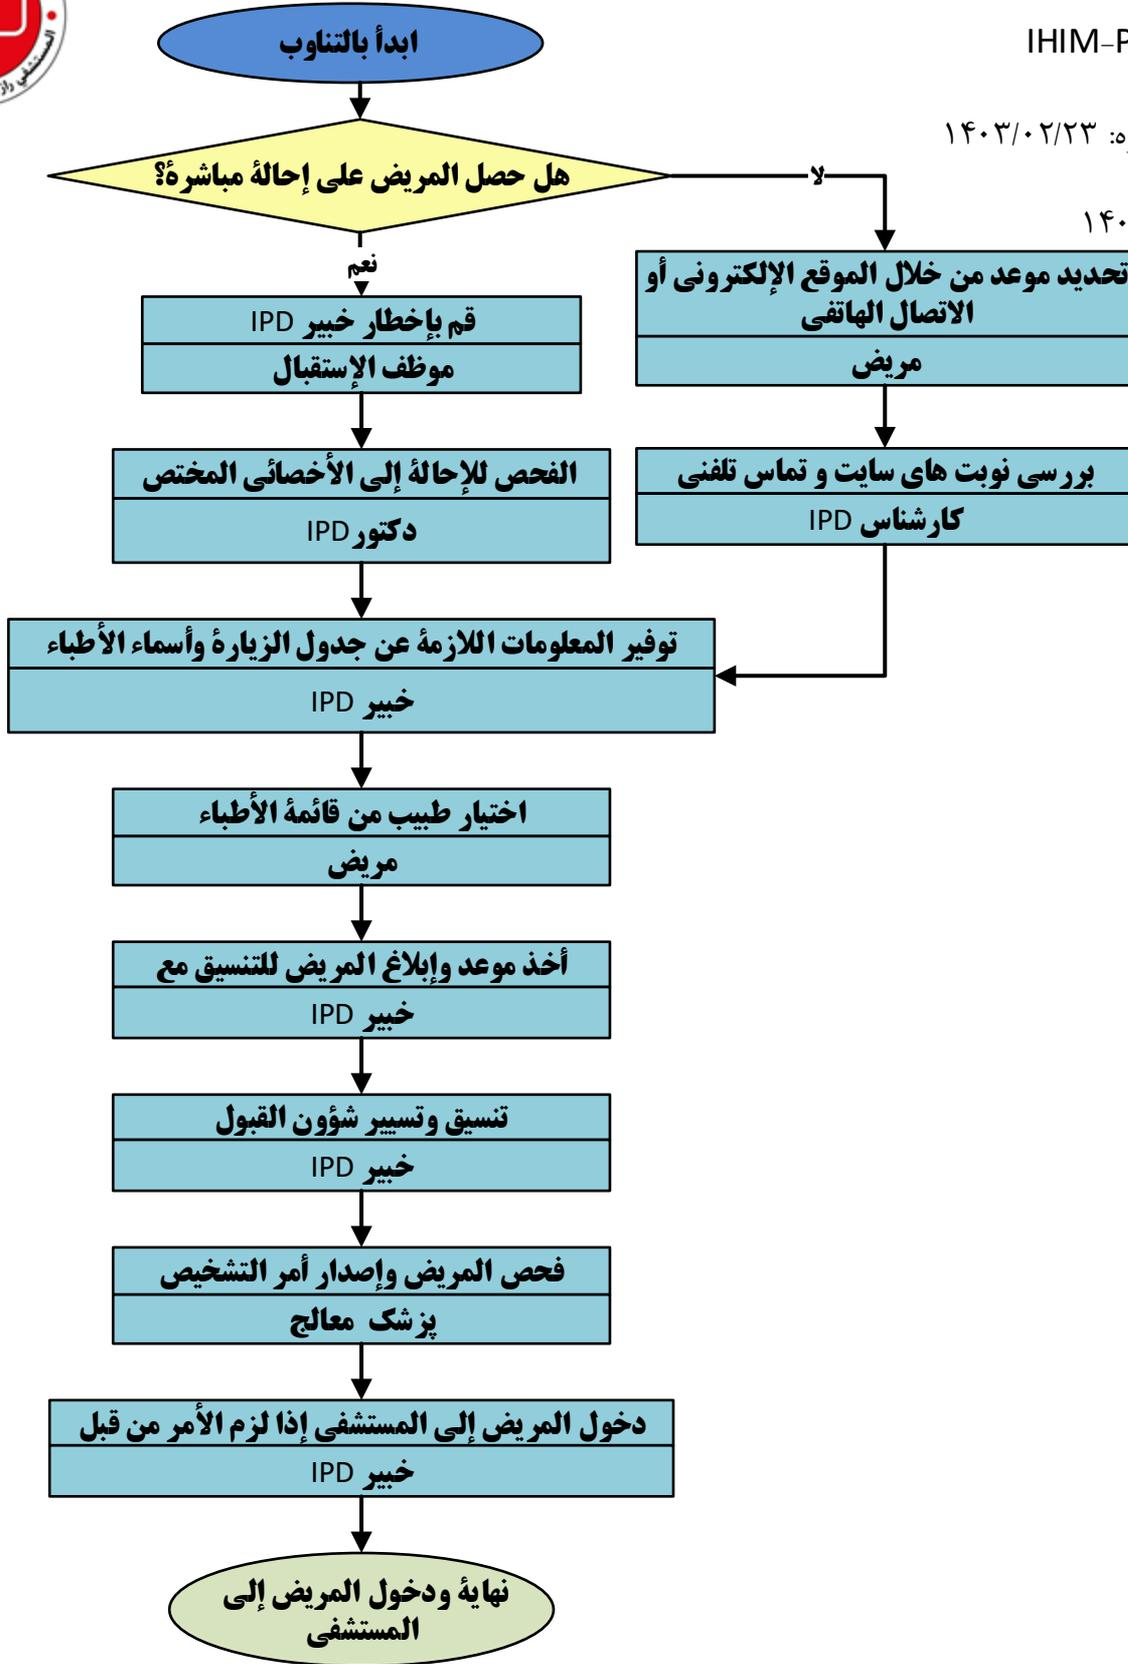 IHIM-P
۱۴۰۳/۰۲/۲۳
۱۴۰
ابدأ بالتناوب
هل حصل المريض على إحالة مباشرة؟
لا
نعم
تحديد موعد من خلال الموقع الإلكترونى أو
الاتصال الهاتفى
مريض
قم بإخطار خبير IPD
موظف الإستقبال
بررسی نوبت های سایت و تماس تلفنی
کارشناس IPD
الفحص للإحالة إلى الأخصائى المختص
دكتور IPD
توفير المعلومات اللازمة عن جدول الزيارة وأسماء الأطباء
خبير IPD
اختيار طبيب من قائمة الأطباء
مريض
أخذ موعد وإبلاغ المريض للتنسيق مع
خبير IPD
تنسيق وتسيير شؤون القبول
خبير IPD
فحص المريض وإصدار أمر التشخيص
پزشک معالج
دخول المريض إلى المستشفى إذا لزم الأمر من قبل
خبير IPD
نهاية ودخول المريض إلى
المستشفى